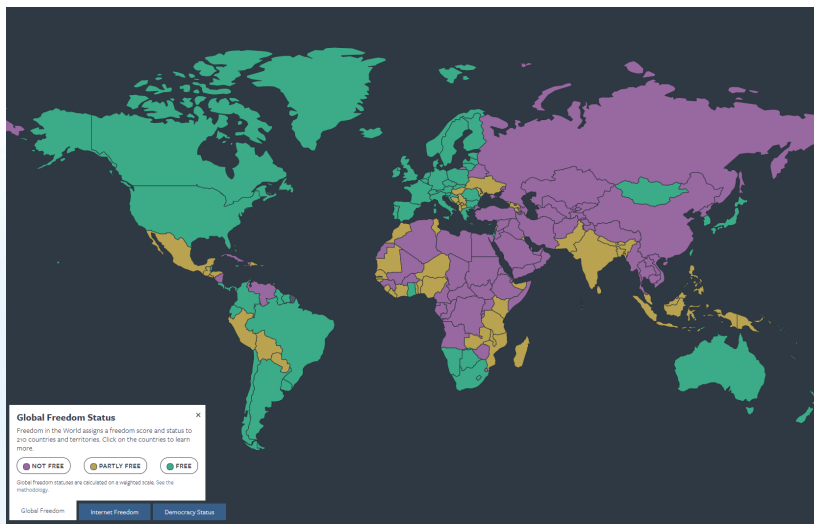 Global Freedom Status ×
Freedom in the World assigns a freedom score and status to
210 countries and territories. Click on the countries to learn
more.
NOT FREE PARTLY FREE FREE
Global freedom statuses are calculated on a weighted scale. See the
methodology.
Global Freedom Internet Freedom Democracy Status